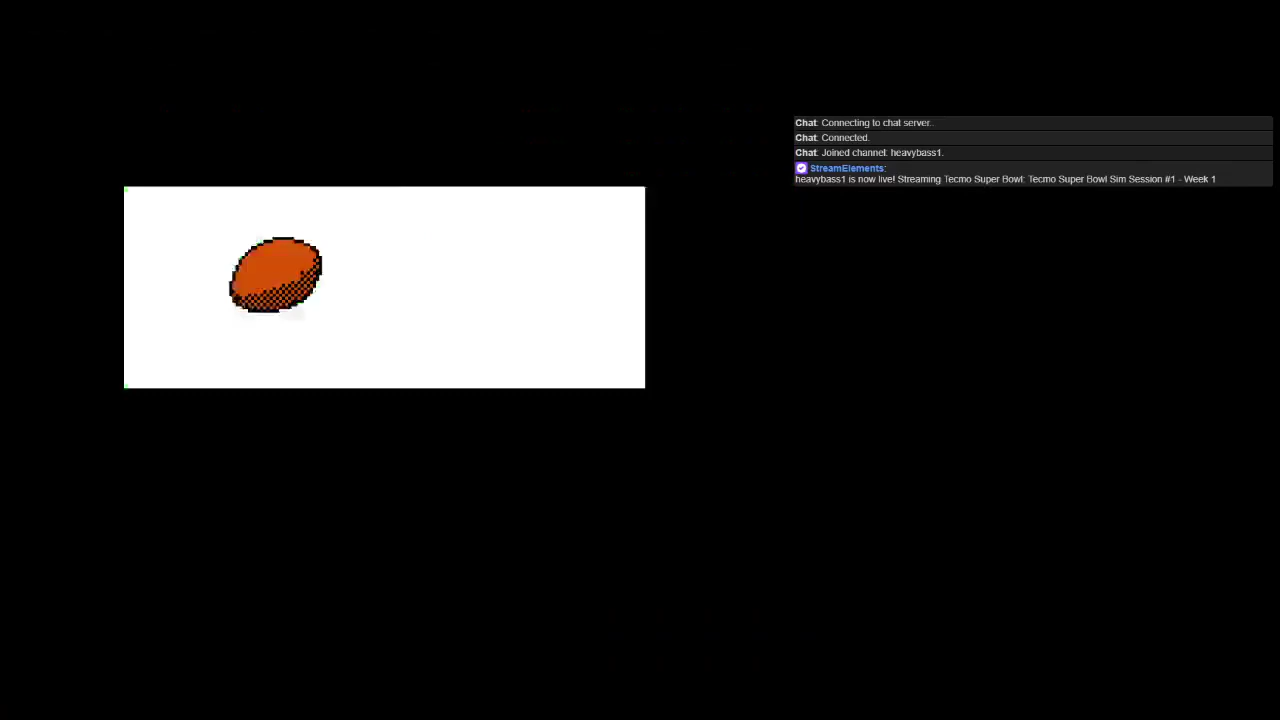 Chat: Connecting to chat server..
Chat: Connected.
Chat: Joined channel: heavybass1.
StreamElements:
heavybass1 is now live! Streaming Tecmo Super Bowl: Tecmo Super Bowl Sim Session #1 - Week 1